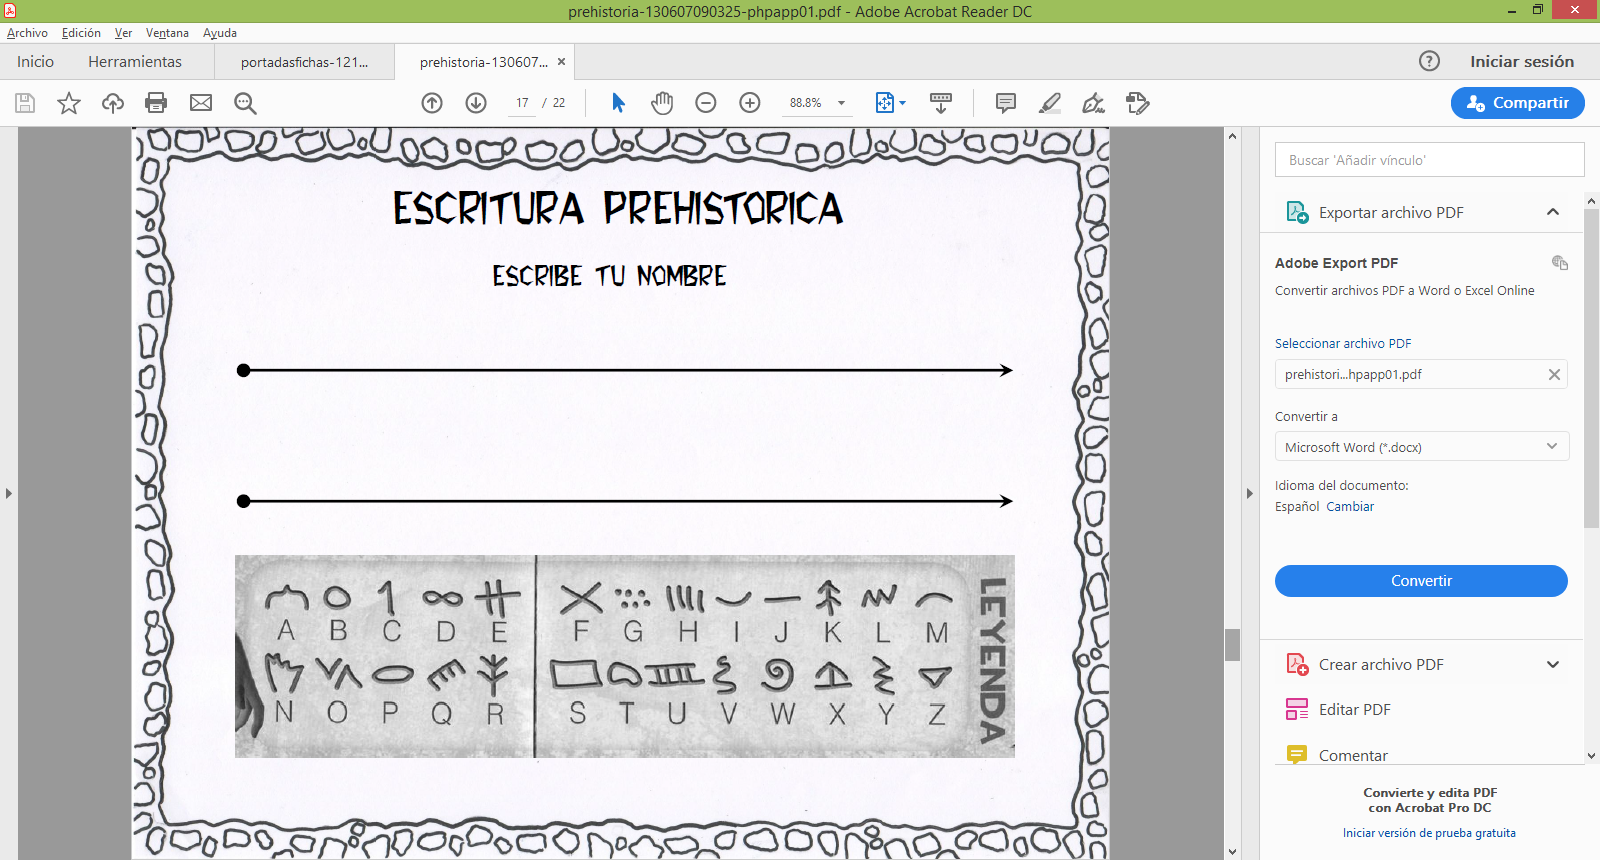 prehistoria-130607090325-phpapp01.pdf - Adobe Acrobat Reader DC
Archivo Edición Ver Ventana Ayuda
Inicio Herramientas portadasfichas-121... prehistoria-130607... × ? Iniciar sesión
17 / 22 88.8% Compartir
ESCRITURA PREHISTORICA
ESCRIBE TU NOMBRE
A B C D E F G H I J K L M
N O P Q R S T U V W X Y Z
LEYENDA
Buscar 'Añadir vínculo'
Exportar archivo PDF
Adobe Export PDF
Convertir archivos PDF a Word o Excel Online
Seleccionar archivo PDF
prehistori...hpapp01.pdf
Convertir a
Microsoft Word (*.docx)
Idioma del documento:
Español Cambiar
Convertir
Crear archivo PDF
Editar PDF
Comentar
Convierte y edita PDF
con Acrobat Pro DC
Iniciar versión de prueba gratuita